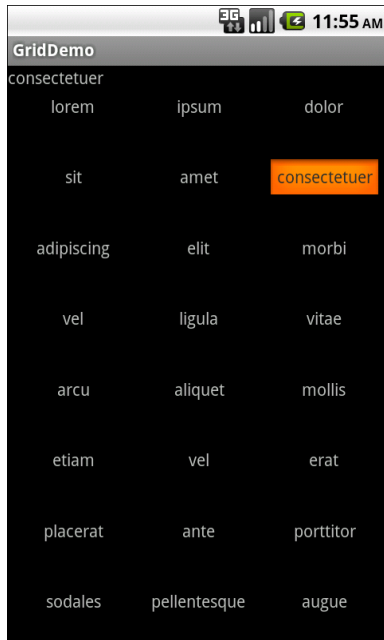 3G 11:55 AM
GridDemo
consectetuer
lorem ipsum dolor
sit amet consectetuer
adipiscing elit morbi
vel ligula vitae
arcu aliquet mollis
etiam vel erat
placerat ante porttitor
sodales pellentesque augue